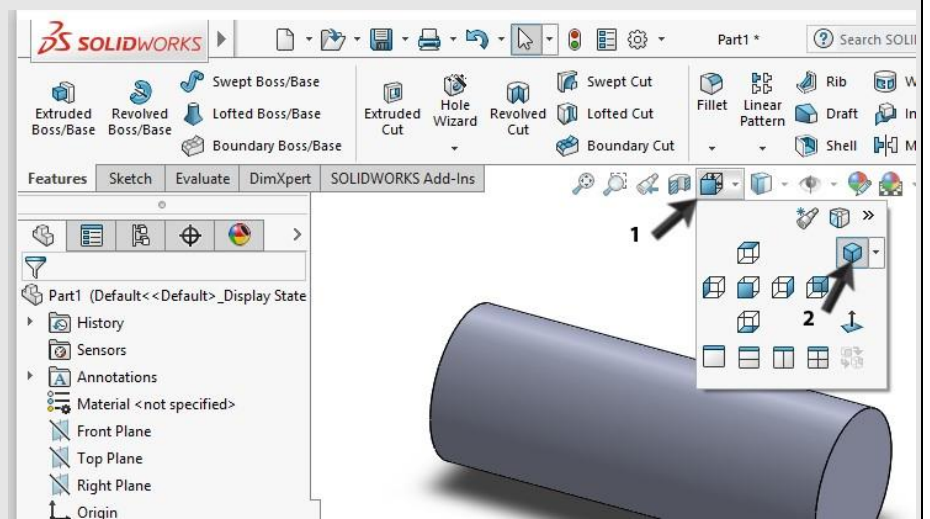 SOLIDWORKS
Part1 *
Search SOLI
Extruded Boss/Base
Revolved Boss/Base
Swept Boss/Base
Lofted Boss/Base
Boundary Boss/Base
Extruded Cut
Hole Wizard
Revolved Cut
Swept Cut
Lofted Cut
Boundary Cut
Fillet
Linear Pattern
Rib
Draft
Shell
W
In
M
Features
Sketch
Evaluate
DimXpert
SOLIDWORKS Add-Ins
1
2
Part1 (Default<<Default>_Display State
History
Sensors
Annotations
Material <not specified>
Front Plane
Top Plane
Right Plane
Origin